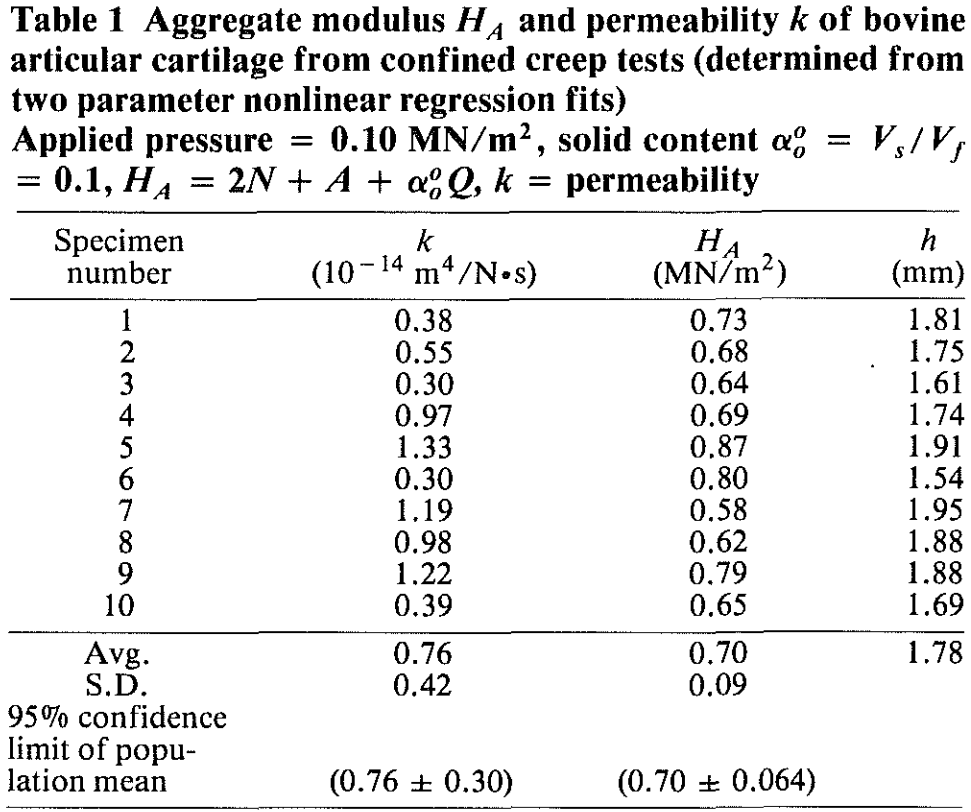 Table 1 Aggregate modulus H_A and permeability k of bovine
articular cartilage from confined creep tests (determined from
two parameter nonlinear regression fits)
Applied pressure = 0.10 MN/m², solid content α_o^o = V_s/V_f
= 0.1, H_A = 2N + A + α_o^o Q, k = permeability
Specimen k H_A h
number (10⁻¹⁴ m⁴/N•s) (MN/m²) (mm)
1 0.38 0.73 1.81
2 0.55 0.68 1.75
3 0.30 0.64 1.61
4 0.97 0.69 1.74
5 1.33 0.87 1.91
6 0.30 0.80 1.54
7 1.19 0.58 1.95
8 0.98 0.62 1.88
9 1.22 0.79 1.88
10 0.39 0.65 1.69
Avg. 0.76 0.70 1.78
S.D. 0.42 0.09
95% confidence
limit of popu-
lation mean (0.76 ± 0.30) (0.70 ± 0.064)